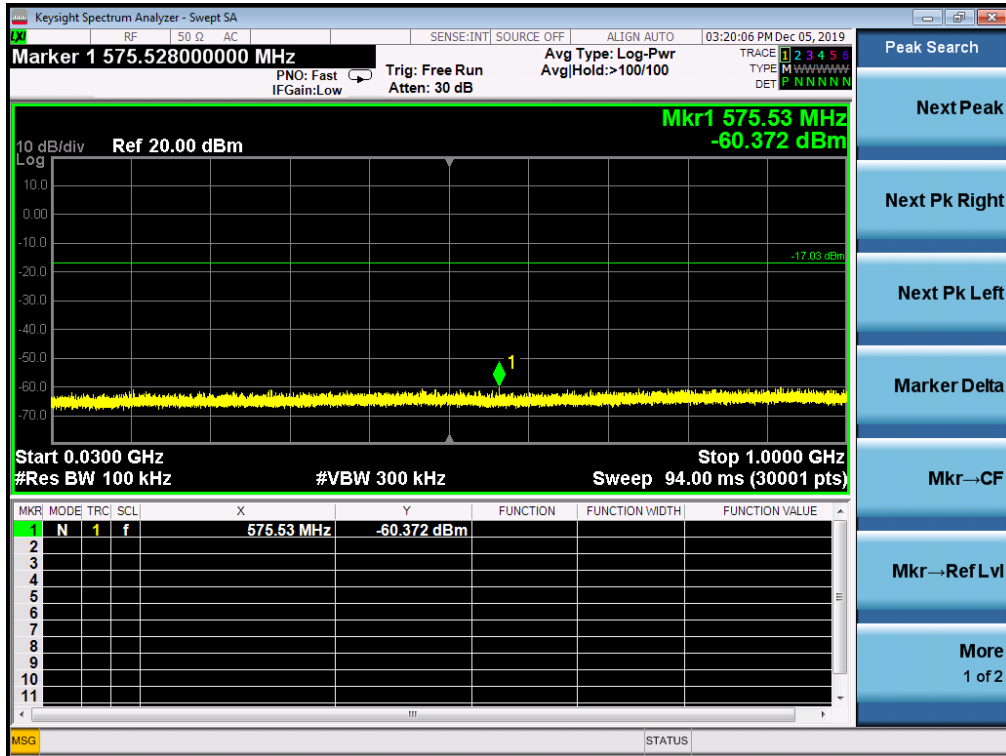 Keysight Spectrum Analyzer - Swept SA
LXI RF 50 Ω AC SENSE:INT SOURCE OFF ALIGN AUTO 03:20:06 PM Dec 05, 2019
Marker 1 575.528000000 MHz
PNO: Fast
IFGain:Low
Trig: Free Run
Atten: 30 dB
Avg Type: Log-Pwr
Avg|Hold:>100/100
TRACE 1 2 3 4 5 6
TYPE M WWWWW
DET P N N N N N
Mkr1 575.53 MHz
-60.372 dBm
10 dB/div Ref 20.00 dBm
Log
10.0
0.00
-10.0
-17.03 dBm
-20.0
-30.0
-40.0
-50.0
1
-60.0
-70.0
Start 0.0300 GHz Stop 1.0000 GHz
#Res BW 100 kHz #VBW 300 kHz Sweep 94.00 ms (30001 pts)
MKR MODE TRC SCL X Y FUNCTION FUNCTION WIDTH FUNCTION VALUE
1 N 1 f 575.53 MHz -60.372 dBm
2
3
4
5
6
7
8
9
10
11
MSG STATUS
Peak Search
Next Peak
Next Pk Right
Next Pk Left
Marker Delta
Mkr→CF
Mkr→Ref Lvl
More
1 of 2